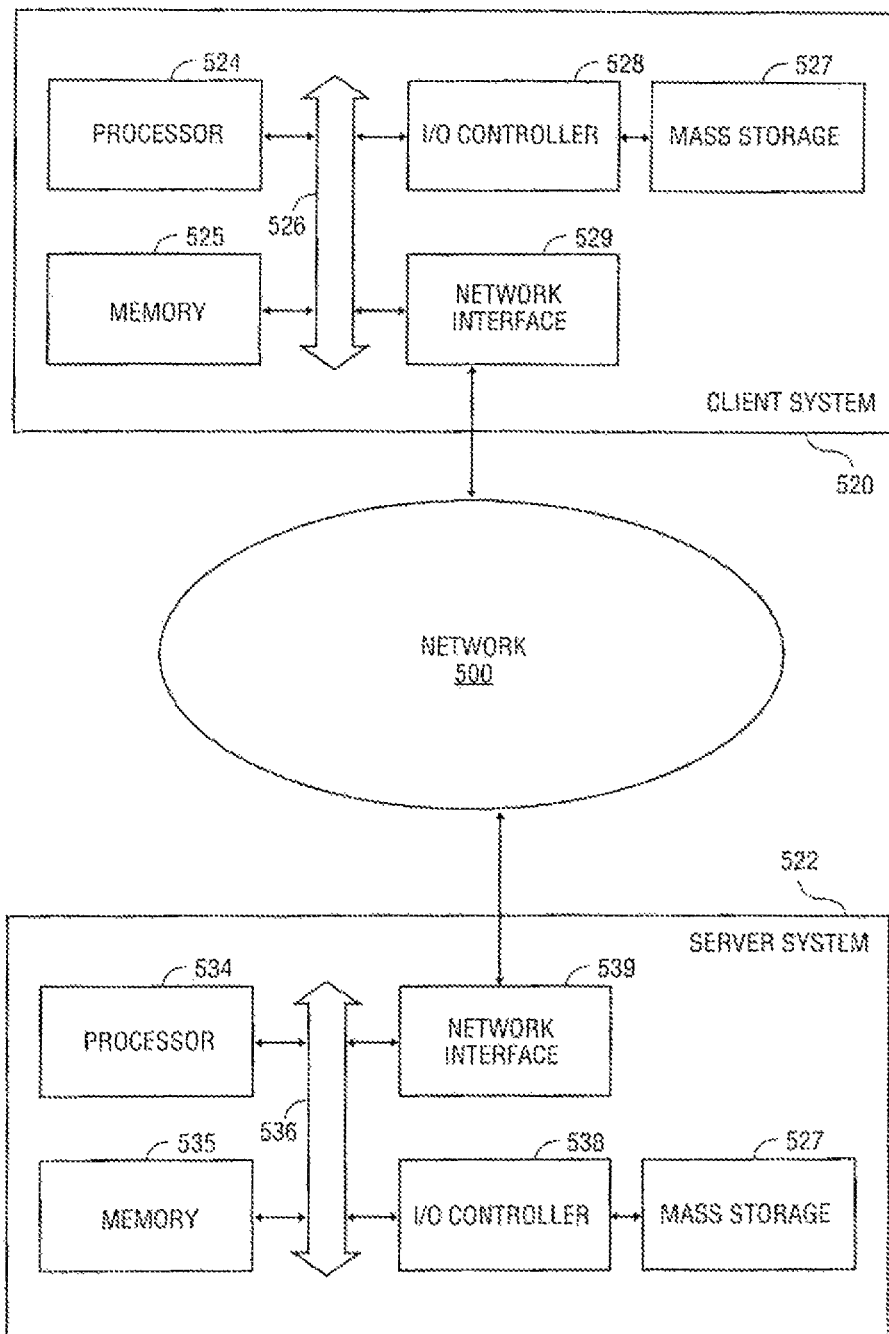 524
PROCESSOR
528
I/O CONTROLLER
527
MASS STORAGE
526
525
MEMORY
529
NETWORK
INTERFACE
CLIENT SYSTEM
520
NETWORK
500
522
SERVER SYSTEM
534
PROCESSOR
539
NETWORK
INTERFACE
536
535
MEMORY
538
I/O CONTROLLER
527
MASS STORAGE